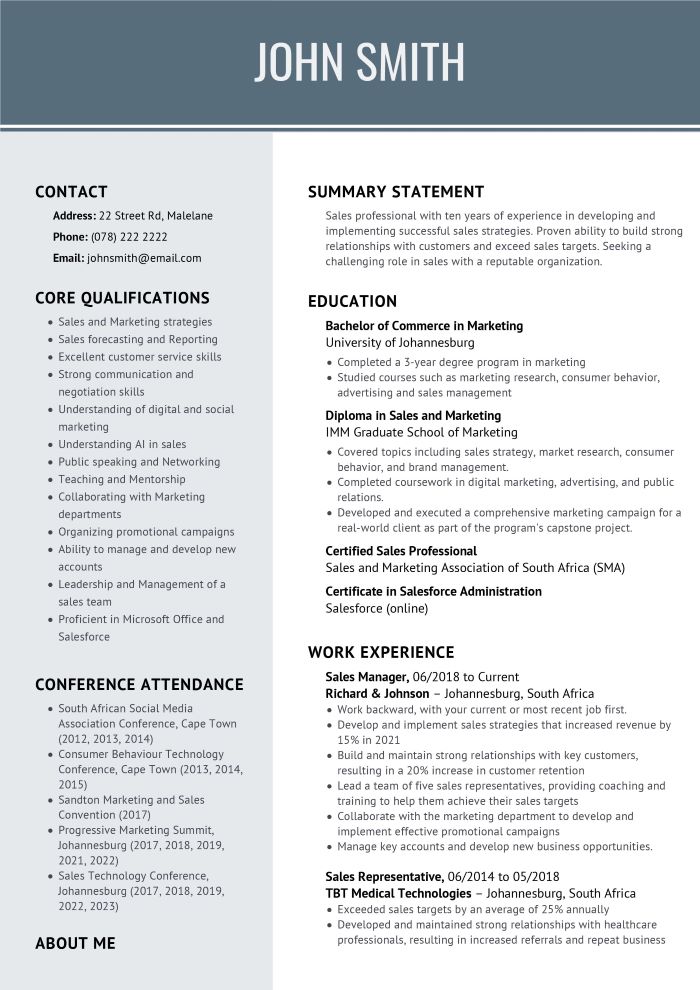 JOHN SMITH
CONTACT
Address: 22 Street Rd, Malelane
Phone: (078) 222 2222
Email: johnsmith@email.com
CORE QUALIFICATIONS
• Sales and Marketing strategies
• Sales forecasting and Reporting
• Excellent customer service skills
• Strong communication and
negotiation skills
• Understanding of digital and social
marketing
• Understanding AI in sales
• Public speaking and Networking
• Teaching and Mentorship
• Collaborating with Marketing
departments
• Organizing promotional campaigns
• Ability to manage and develop new
accounts
• Leadership and Management of a
sales team
• Proficient in Microsoft Office and
Salesforce
CONFERENCE ATTENDANCE
• South African Social Media
Association Conference, Cape Town
(2012, 2013, 2014)
• Consumer Behaviour Technology
Conference, Cape Town (2013, 2014,
2015)
• Sandton Marketing and Sales
Convention (2017)
• Progressive Marketing Summit,
Johannesburg (2017, 2018, 2019,
2021, 2022)
• Sales Technology Conference,
Johannesburg (2017, 2018, 2019,
2022, 2023)
ABOUT ME
SUMMARY STATEMENT
Sales professional with ten years of experience in developing and
implementing successful sales strategies. Proven ability to build strong
relationships with customers and exceed sales targets. Seeking a
challenging role in sales with a reputable organization.
EDUCATION
Bachelor of Commerce in Marketing
University of Johannesburg
• Completed a 3-year degree program in marketing
• Studied courses such as marketing research, consumer behavior,
advertising and sales management
Diploma in Sales and Marketing
IMM Graduate School of Marketing
• Covered topics including sales strategy, market research, consumer
behavior, and brand management.
• Completed coursework in digital marketing, advertising, and public
relations.
• Developed and executed a comprehensive marketing campaign for a
real-world client as part of the program's capstone project.
Certified Sales Professional
Sales and Marketing Association of South Africa (SMA)
Certificate in Salesforce Administration
Salesforce (online)
WORK EXPERIENCE
Sales Manager, 06/2018 to Current
Richard & Johnson – Johannesburg, South Africa
• Work backward, with your current or most recent job first.
• Develop and implement sales strategies that increased revenue by
15% in 2021
• Build and maintain strong relationships with key customers,
resulting in a 20% increase in customer retention
• Lead a team of five sales representatives, providing coaching and
training to help them achieve their sales targets
• Collaborate with the marketing department to develop and
implement effective promotional campaigns
• Manage key accounts and develop new business opportunities.
Sales Representative, 06/2014 to 05/2018
TBT Medical Technologies – Johannesburg, South Africa
• Exceeded sales targets by an average of 25% annually
• Developed and maintained strong relationships with healthcare
professionals, resulting in increased referrals and repeat business